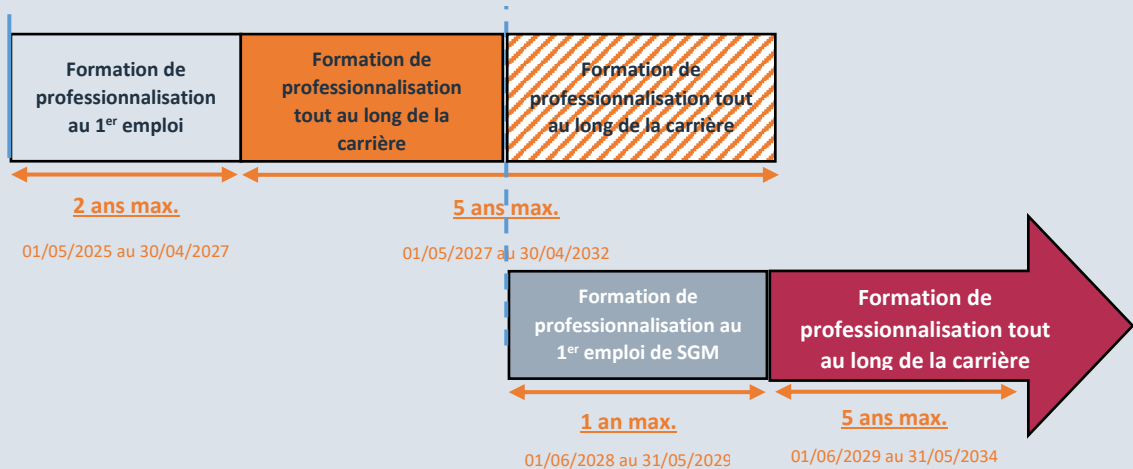 Formation de
professionnalisation
au 1er emploi
Formation de
professionnalisation
tout au long de la
carrière
Formation de
professionnalisation tout
au long de la carrière
2 ans max.
5 ans max.
01/05/2025 au 30/04/2027
01/05/2027 au 30/04/2032
Formation de
professionnalisation au
1er emploi de SGM
Formation de
professionnalisation tout
au long de la carrière
1 an max.
5 ans max.
01/06/2028 au 31/05/2029
01/06/2029 au 31/05/2034